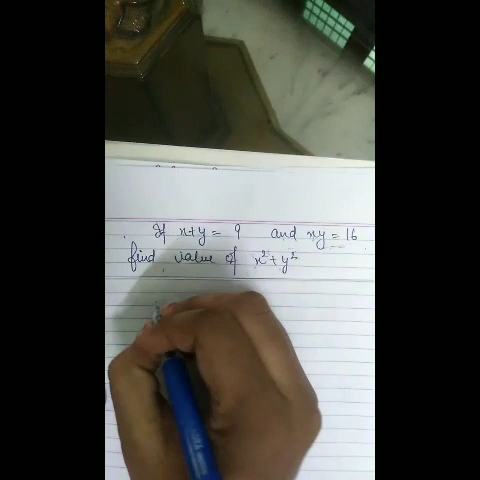 If x+y = 9 and xy = 16
find value of x²+y²